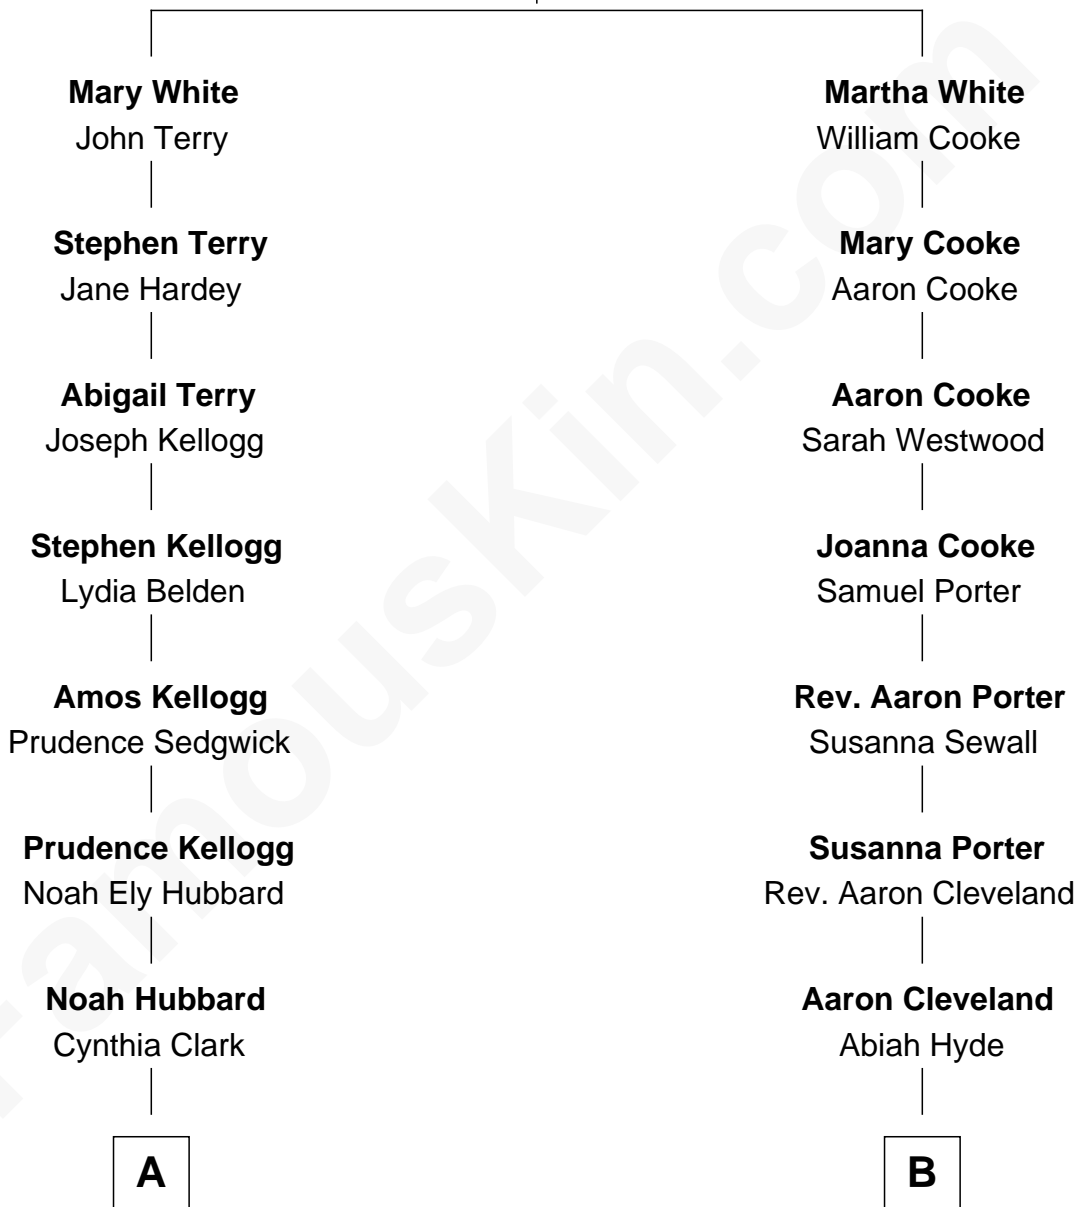 Mary White
John Terry
Stephen Terry
Jane Hardey
Abigail Terry
Joseph Kellogg
Stephen Kellogg
Lydia Belden
Amos Kellogg
Prudence Sedgwick
Prudence Kellogg
Noah Ely Hubbard
Noah Hubbard
Cynthia Clark
A
Martha White
William Cooke
Mary Cooke
Aaron Cooke
Aaron Cooke
Sarah Westwood
Joanna Cooke
Samuel Porter
Rev. Aaron Porter
Susanna Sewall
Susanna Porter
Rev. Aaron Cleveland
Aaron Cleveland
Abiah Hyde
B
FamousKin.com